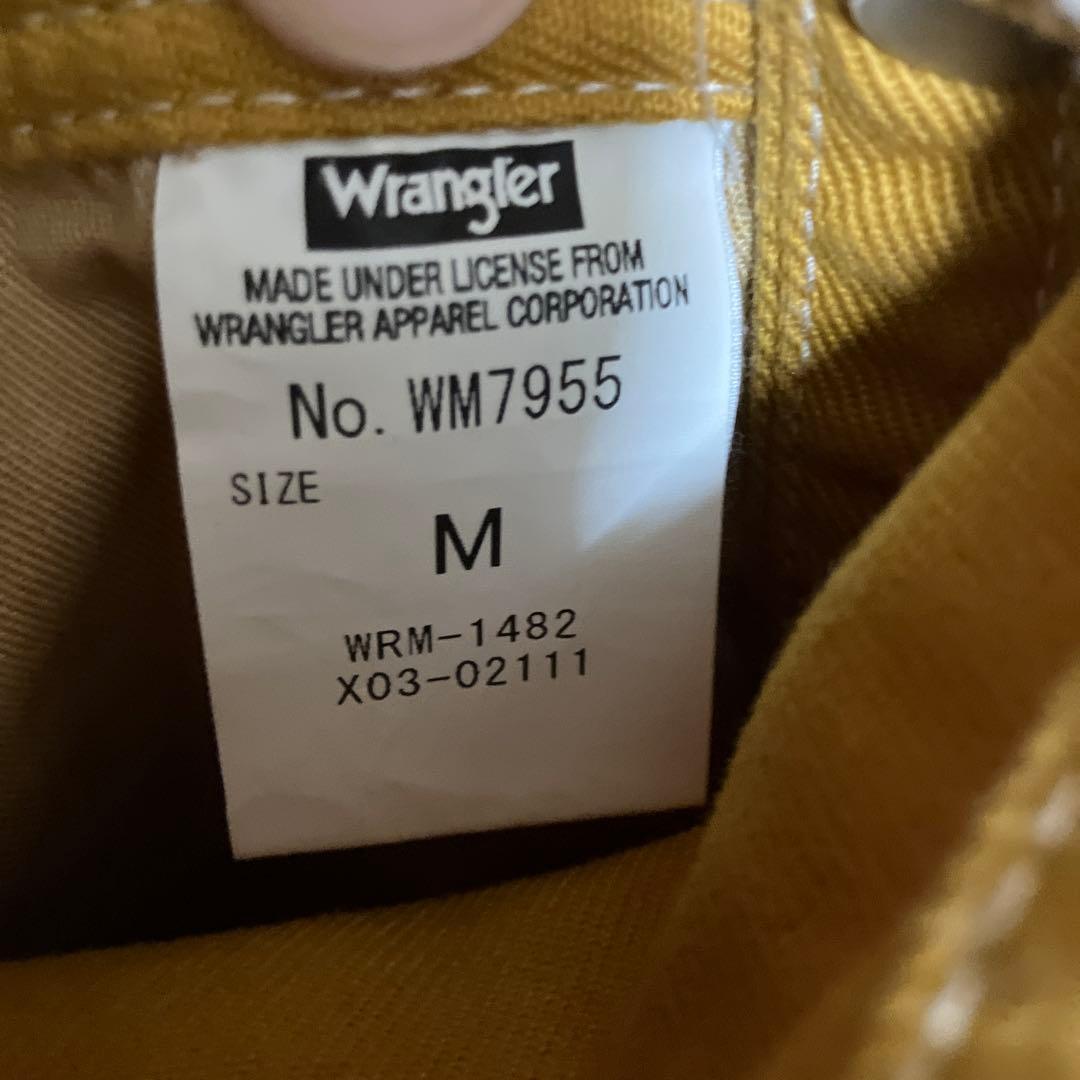 Wrangler
MADE UNDER LICENSE FROM
WRANGLER APPAREL CORPORATION
No. WM7955
SIZE
M
WRM-1482
X03-02111